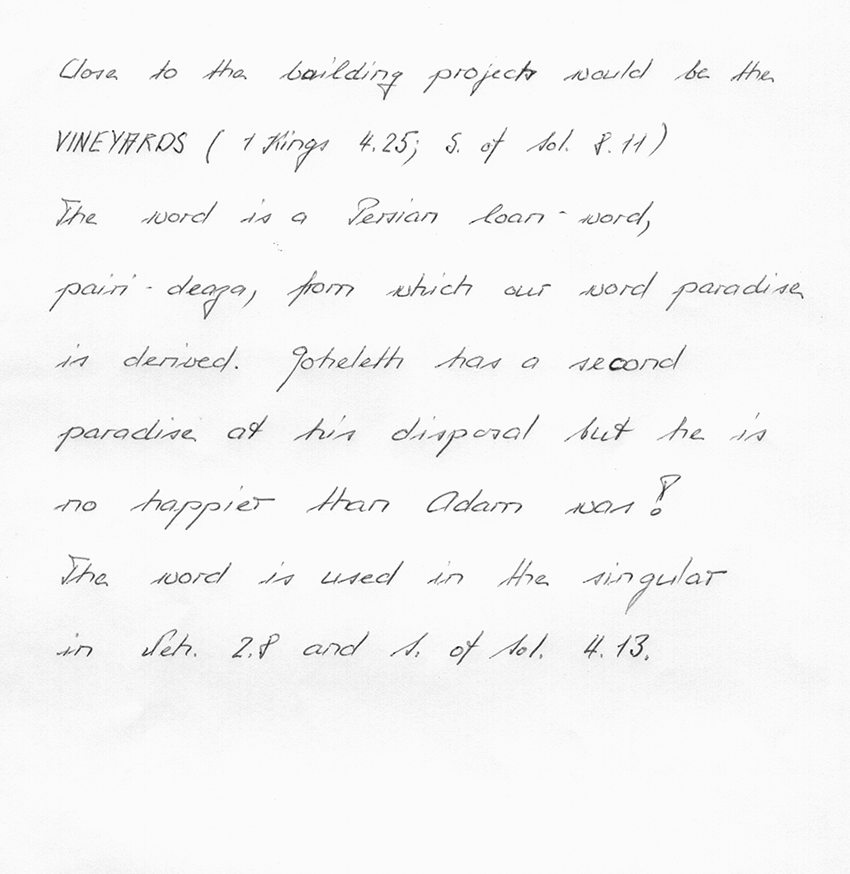 Close to the building projects would be the
VINEYARDS ( 1 Kings 4.25; S. of Sol. 8.11)
The word is a Persian loan-word,
pairi-deaza, from which our word paradise
is derived. Qoheleth has a second
paradise at his disposal but he is
no happier than Adam was!
The word is used in the singular
in Neh. 2.8 and S. of Sol. 4.13.